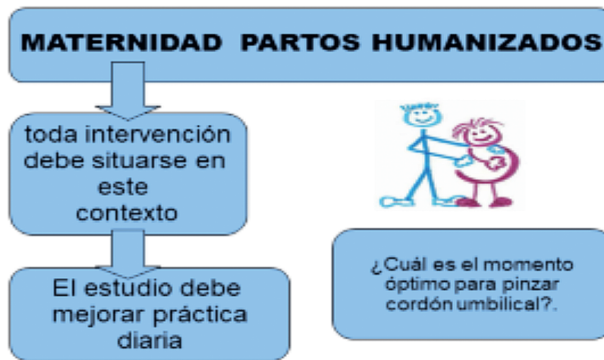 MATERNIDAD PARTOS HUMANIZADOS
toda intervención
debe situarse en
este
contexto
El estudio debe
mejorar práctica
diaria
¿Cuál es el momento
óptimo para pinzar
cordón umbilical?.